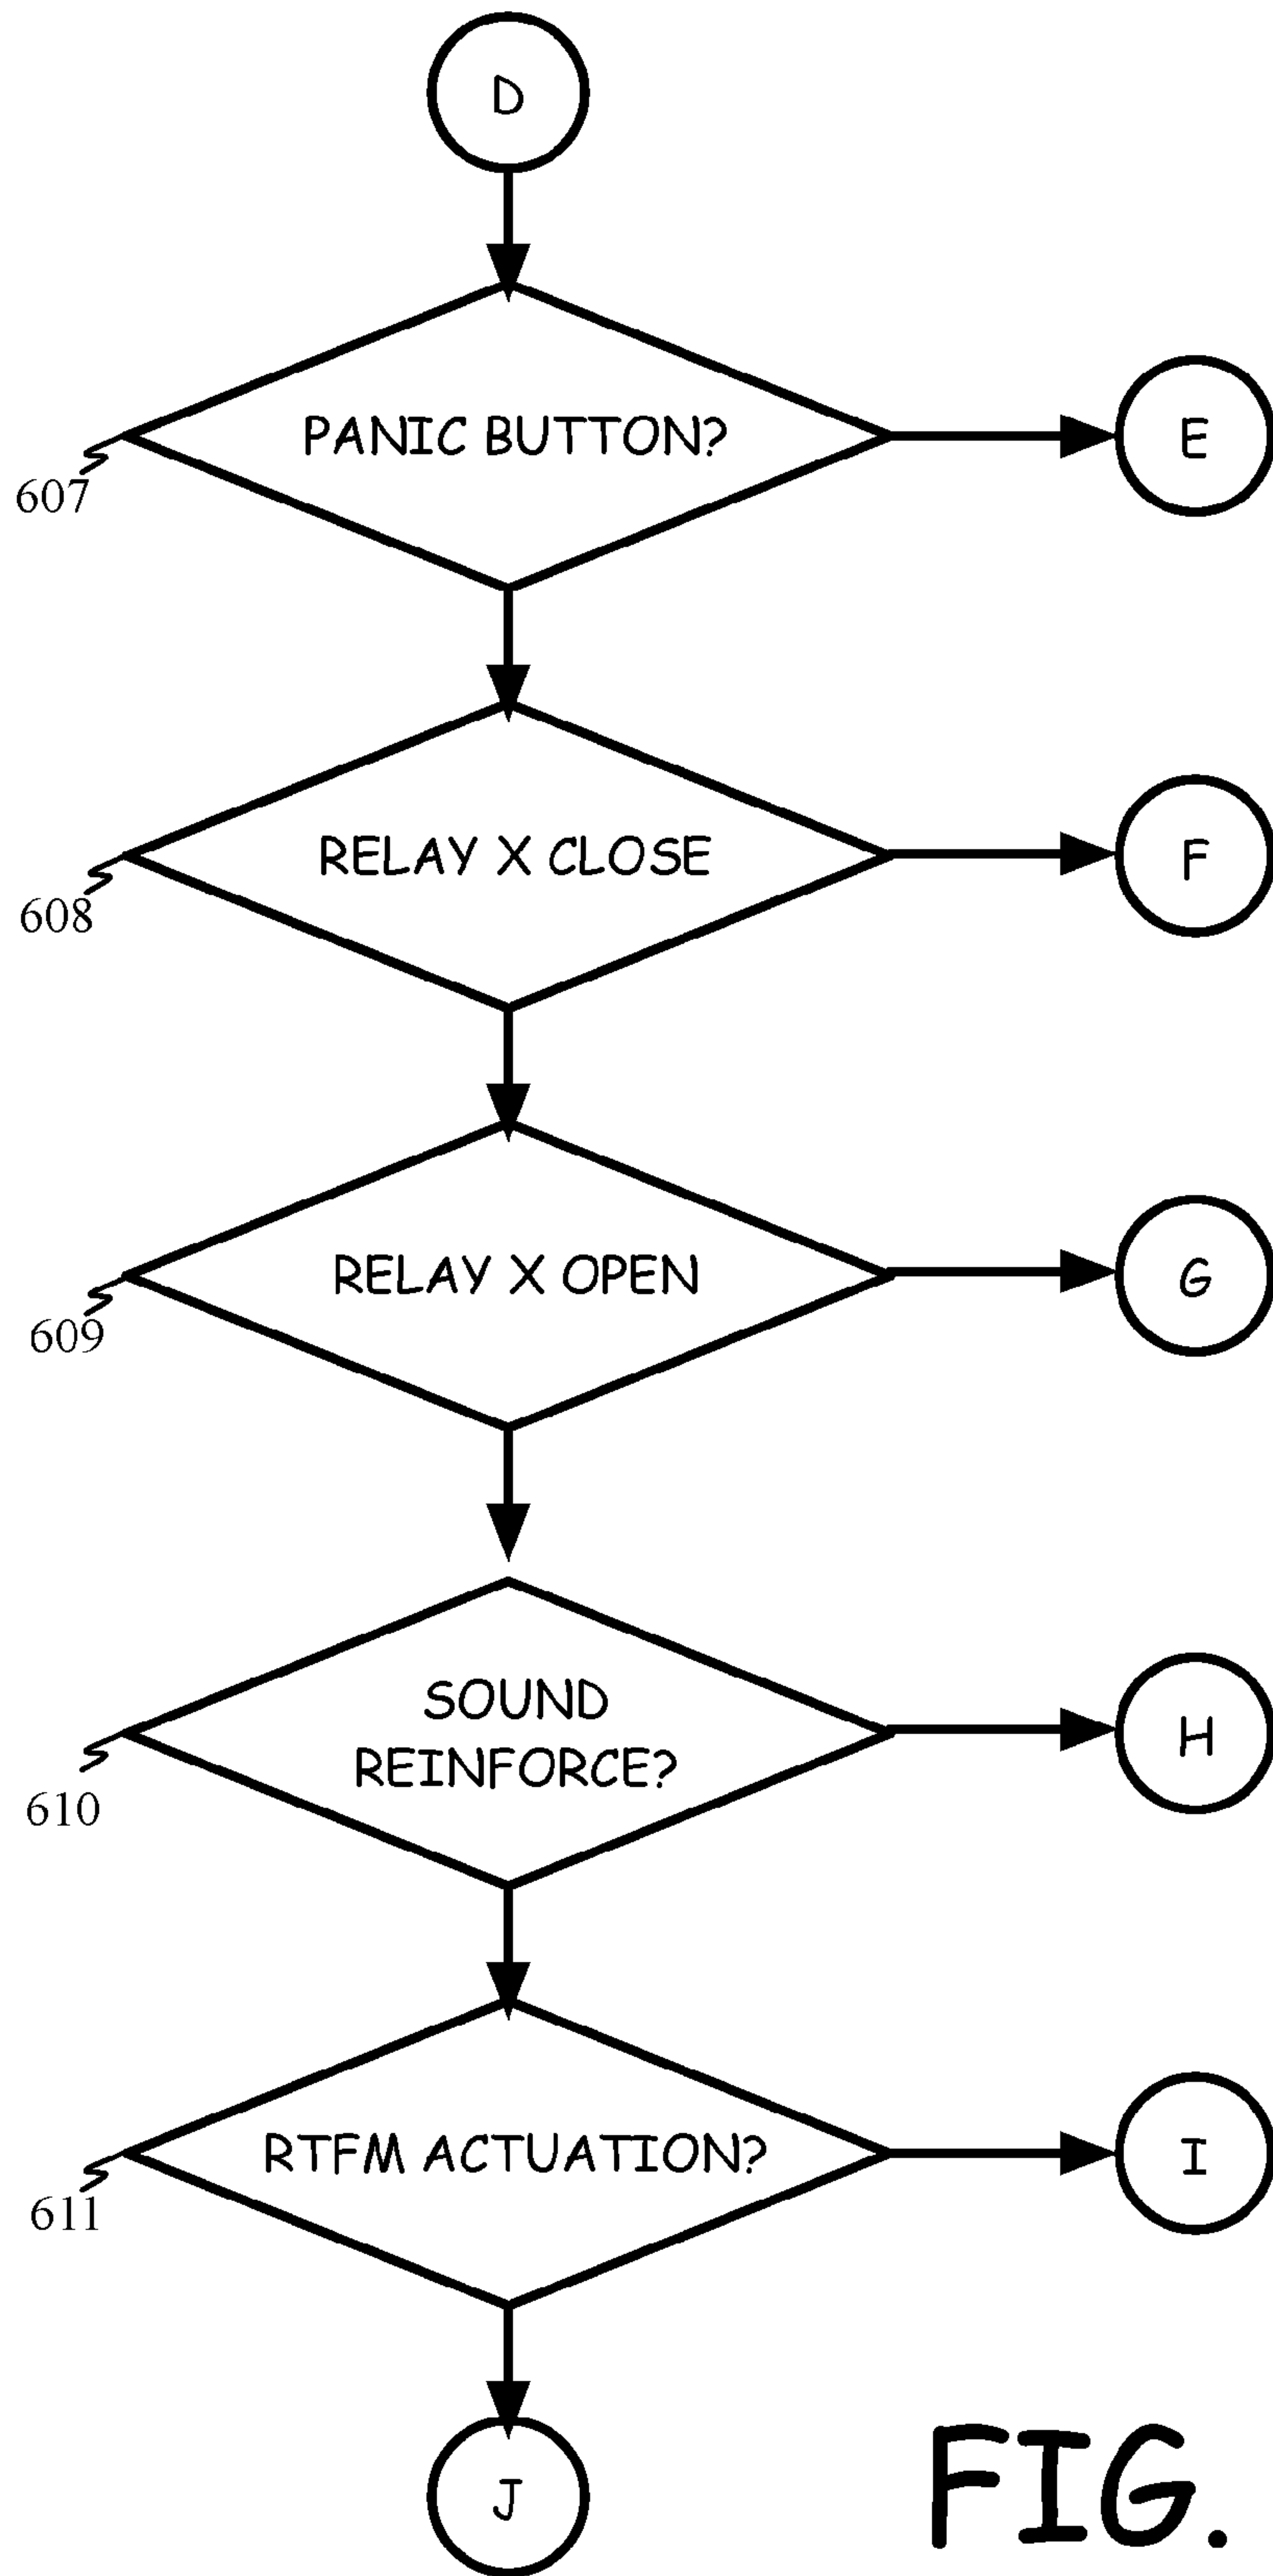 D
PANIC BUTTON?
E
607
RELAY X CLOSE
F
608
RELAY X OPEN
G
609
SOUND
REINFORCE?
H
610
RTFM ACTUATION?
I
611
J
FIG.